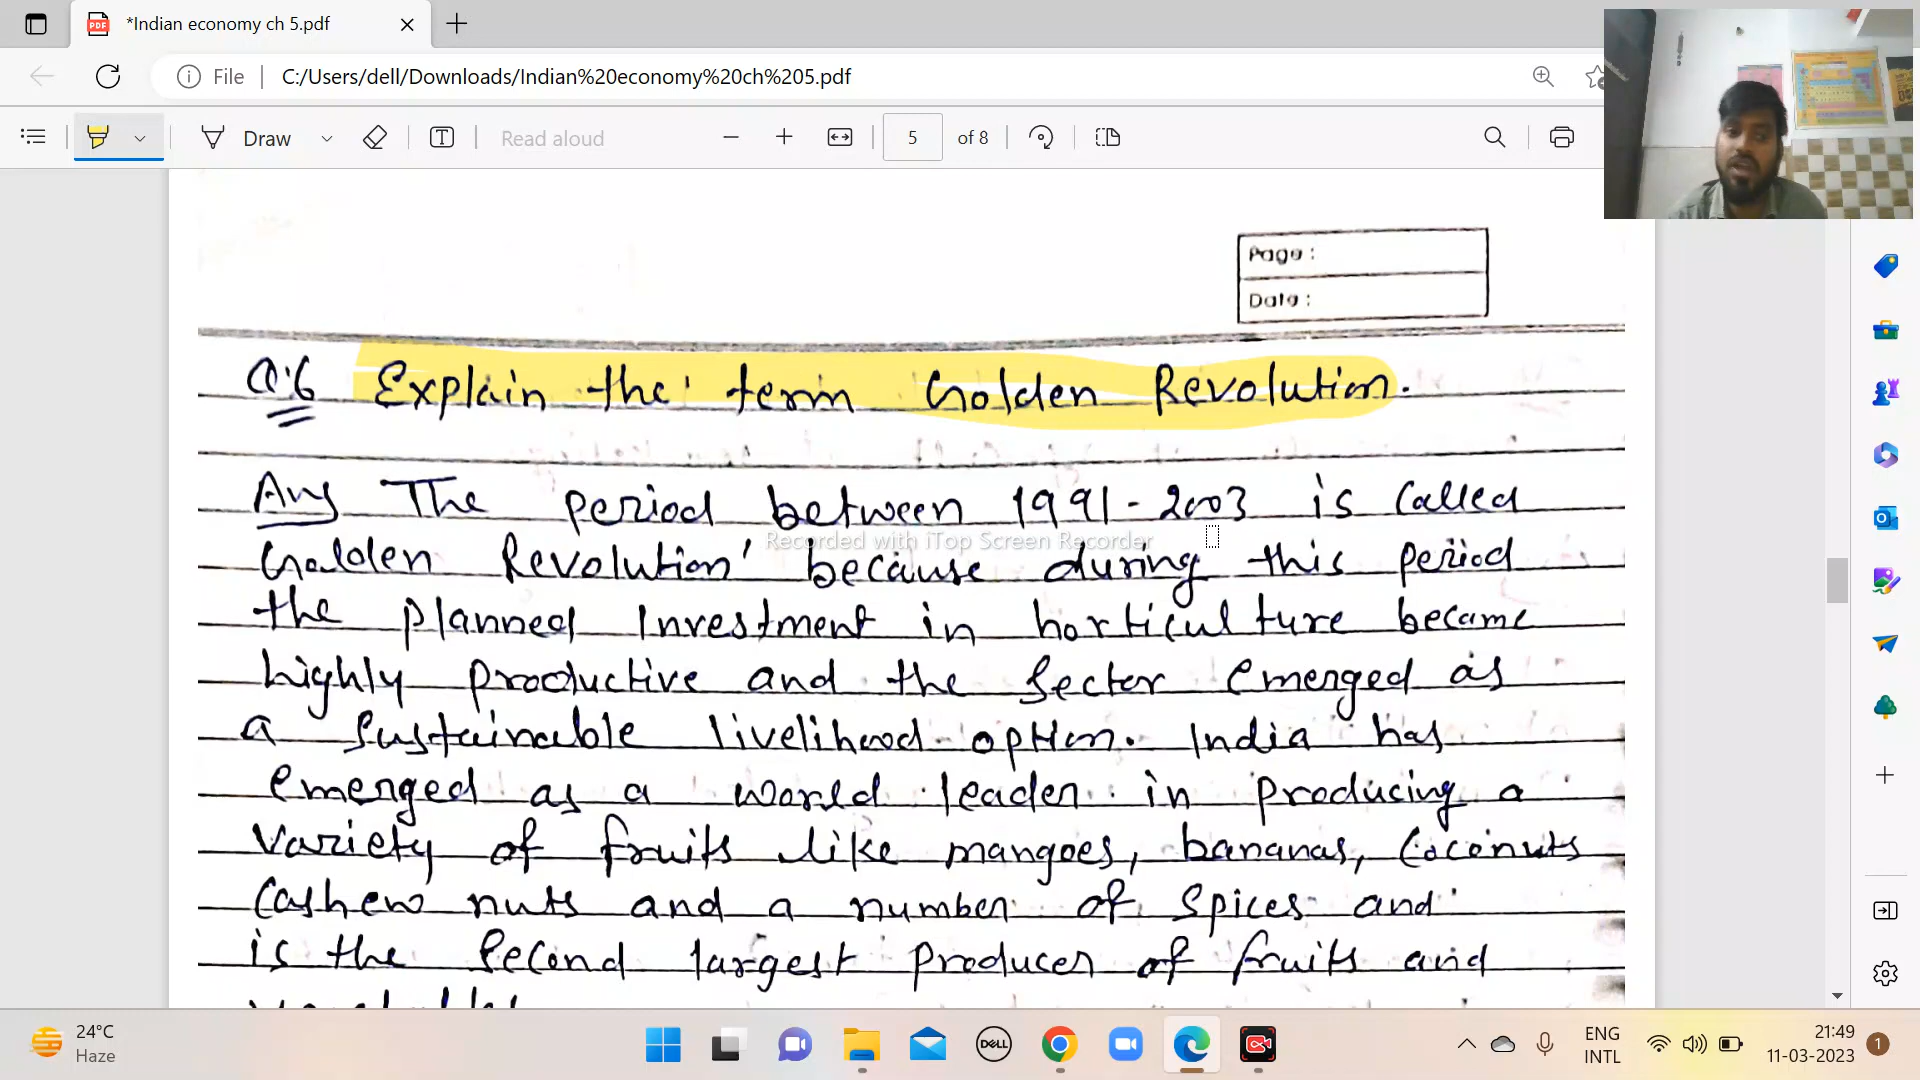 *Indian economy ch 5.pdf
File
C:/Users/dell/Downloads/Indian%20economy%20ch%205.pdf
Draw
Read aloud
5 of 8
Page :
Date :
Q.6 Explain the term Golden Revolution.
Ans The period between 1991-2003 is called
Recorded with iTop Screen Recorder
Golden Revolution' because during this period
the planned Investment in horticulture became
highly productive and the Sector emerged as
a Sustainable livelihood option. India has
emerged as a world leader in producing a
variety of fruits like mangoes, bananas, Coconuts
Cashew nuts and a number of Spices and
is the Second largest Producer of fruits and
24°C
Haze
DELL
ENG
INTL
21:49
11-03-2023
1